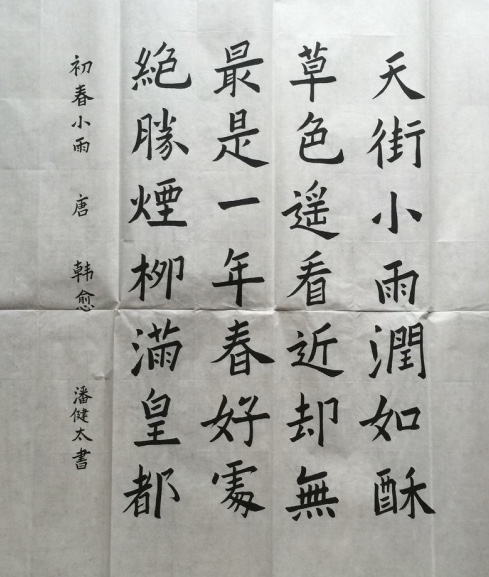 天街小雨潤如酥
草色遥看近却無
最是一年春好處
絕勝煙柳滿皇都
初春小雨 唐 韩愈 潘健太書